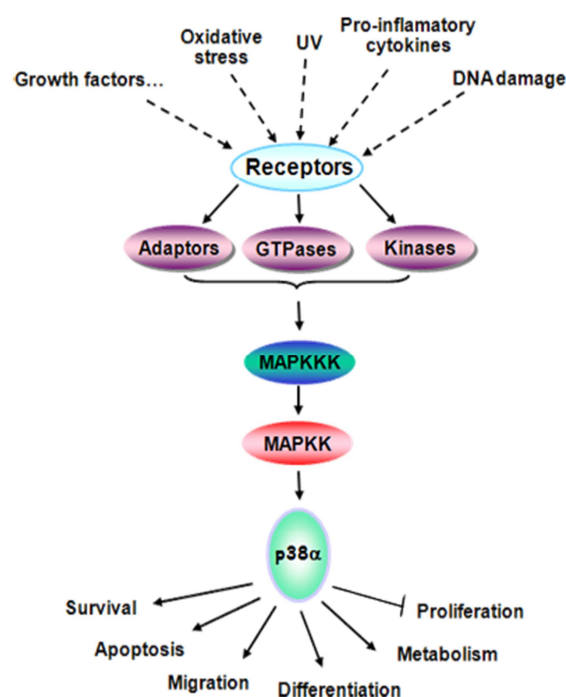 Pro-inflamatory
cytokines
Oxidative
stress
UV
Growth factors...
DNA damage
Receptors
Adaptors
GTPases
Kinases
MAPKKK
MAPKK
p38α
Survival
Proliferation
Apoptosis
Metabolism
Migration
Differentiation